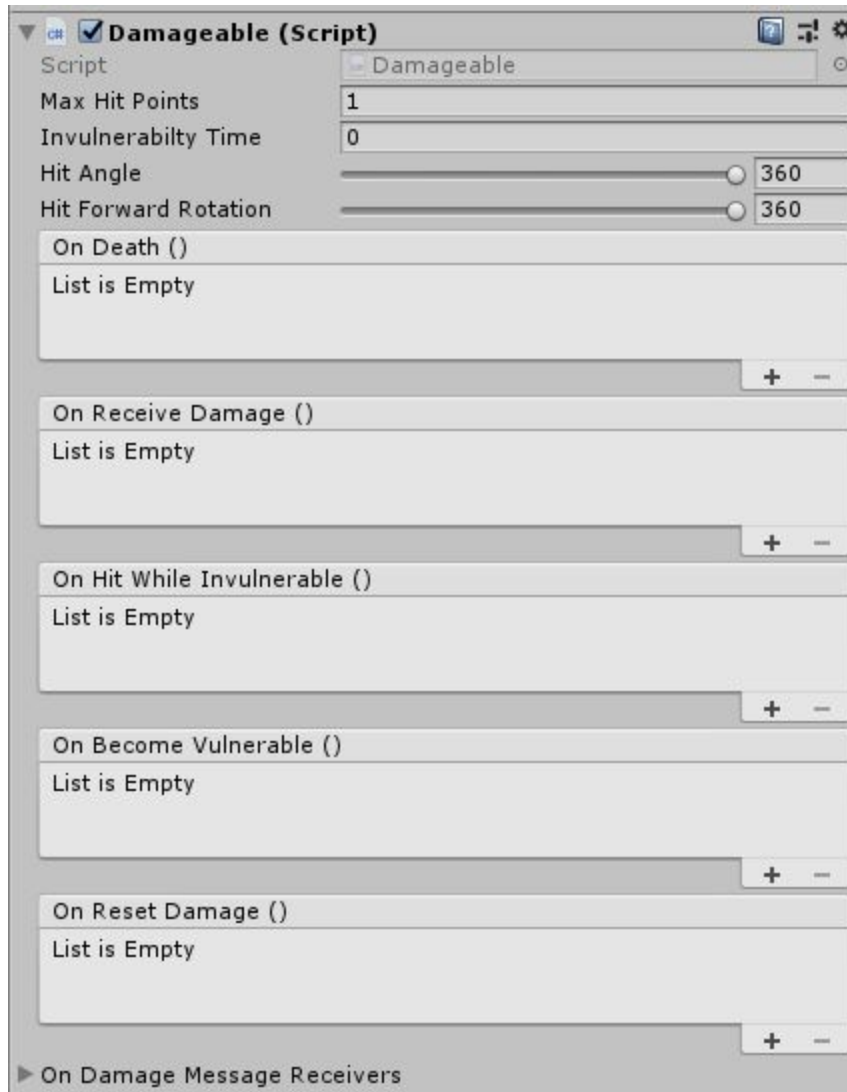 Damageable (Script)
Script Damageable
Max Hit Points 1
Invulnerabilty Time 0
Hit Angle 360
Hit Forward Rotation 360
On Death ()
List is Empty
+ −
On Receive Damage ()
List is Empty
+ −
On Hit While Invulnerable ()
List is Empty
+ −
On Become Vulnerable ()
List is Empty
+ −
On Reset Damage ()
List is Empty
+ −
On Damage Message Receivers